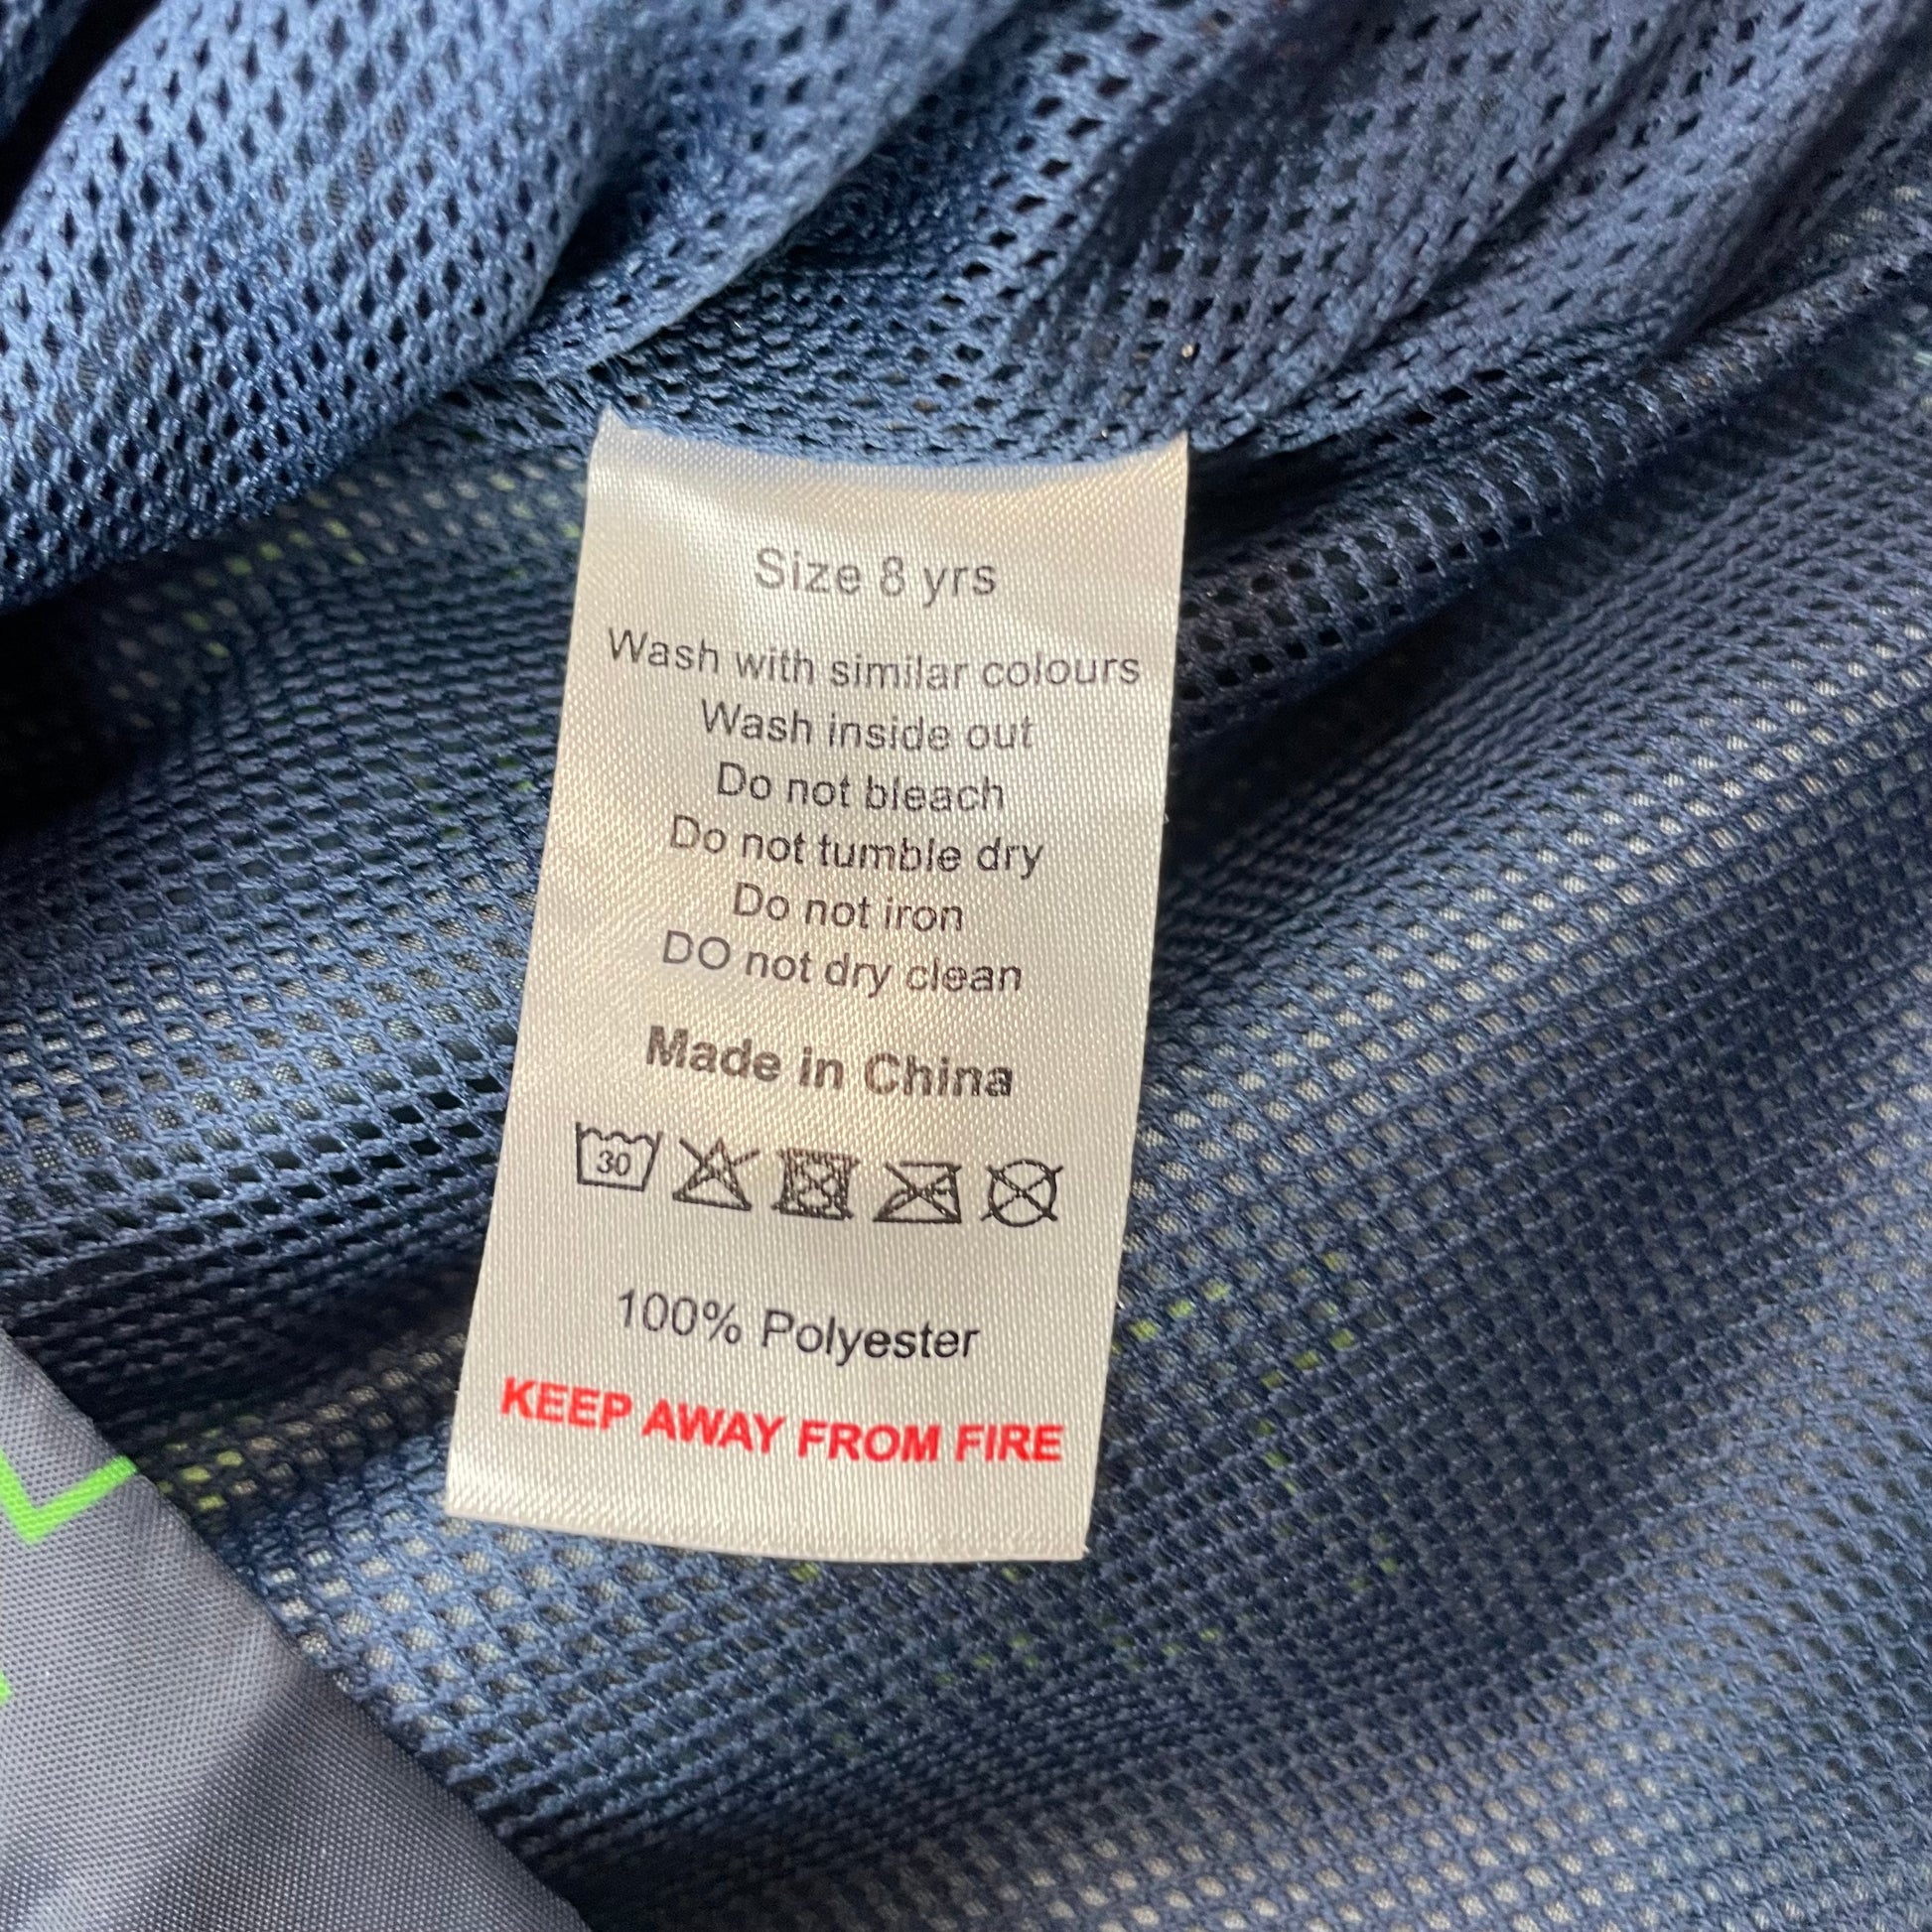 Size 8 yrs
Wash with similar colours
Wash inside out
Do not bleach
Do not tumble dry
Do not iron
DO not dry clean
Made in China
30
100% Polyester
KEEP AWAY FROM FIRE